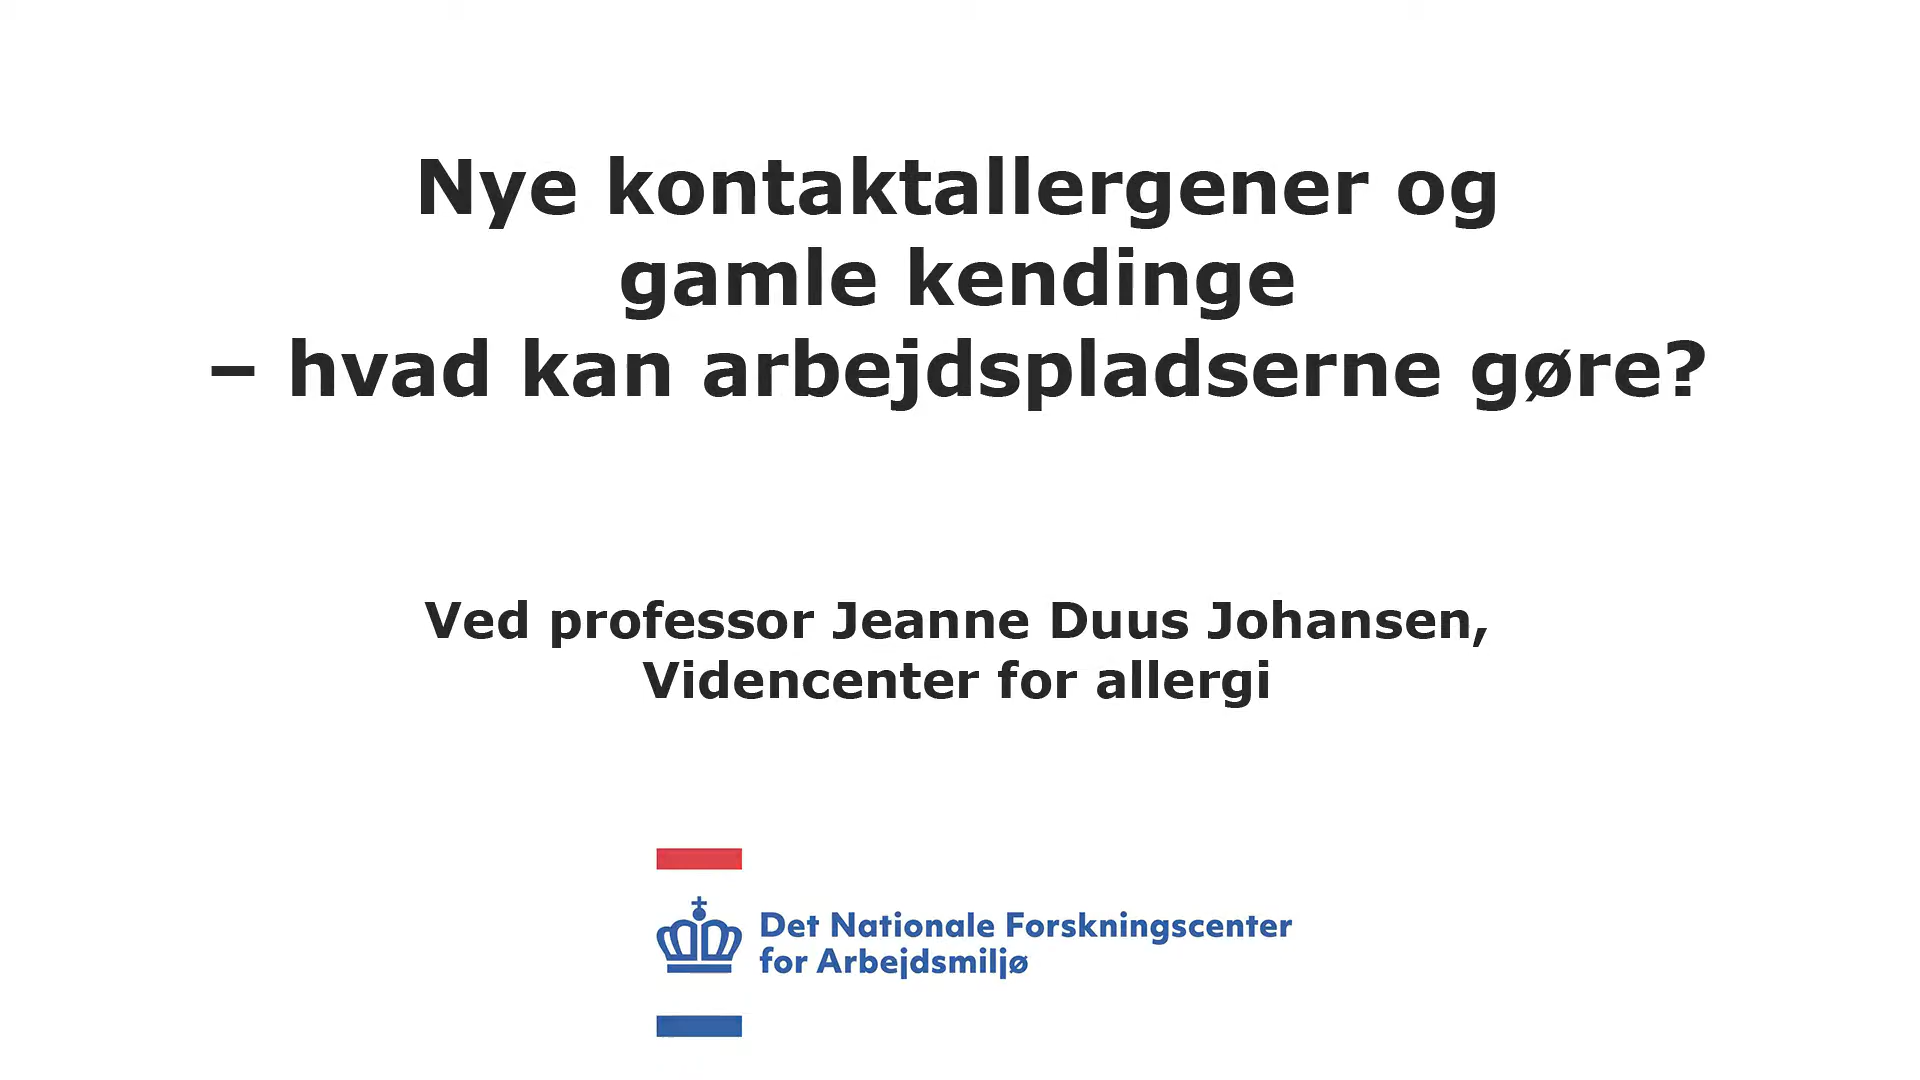 Nye kontaktallergener og
gamle kendinge
– hvad kan arbejdspladserne gøre?
Ved professor Jeanne Duus Johansen,
Videncenter for allergi
Det Nationale Forskningscenter
for Arbejdsmiljø